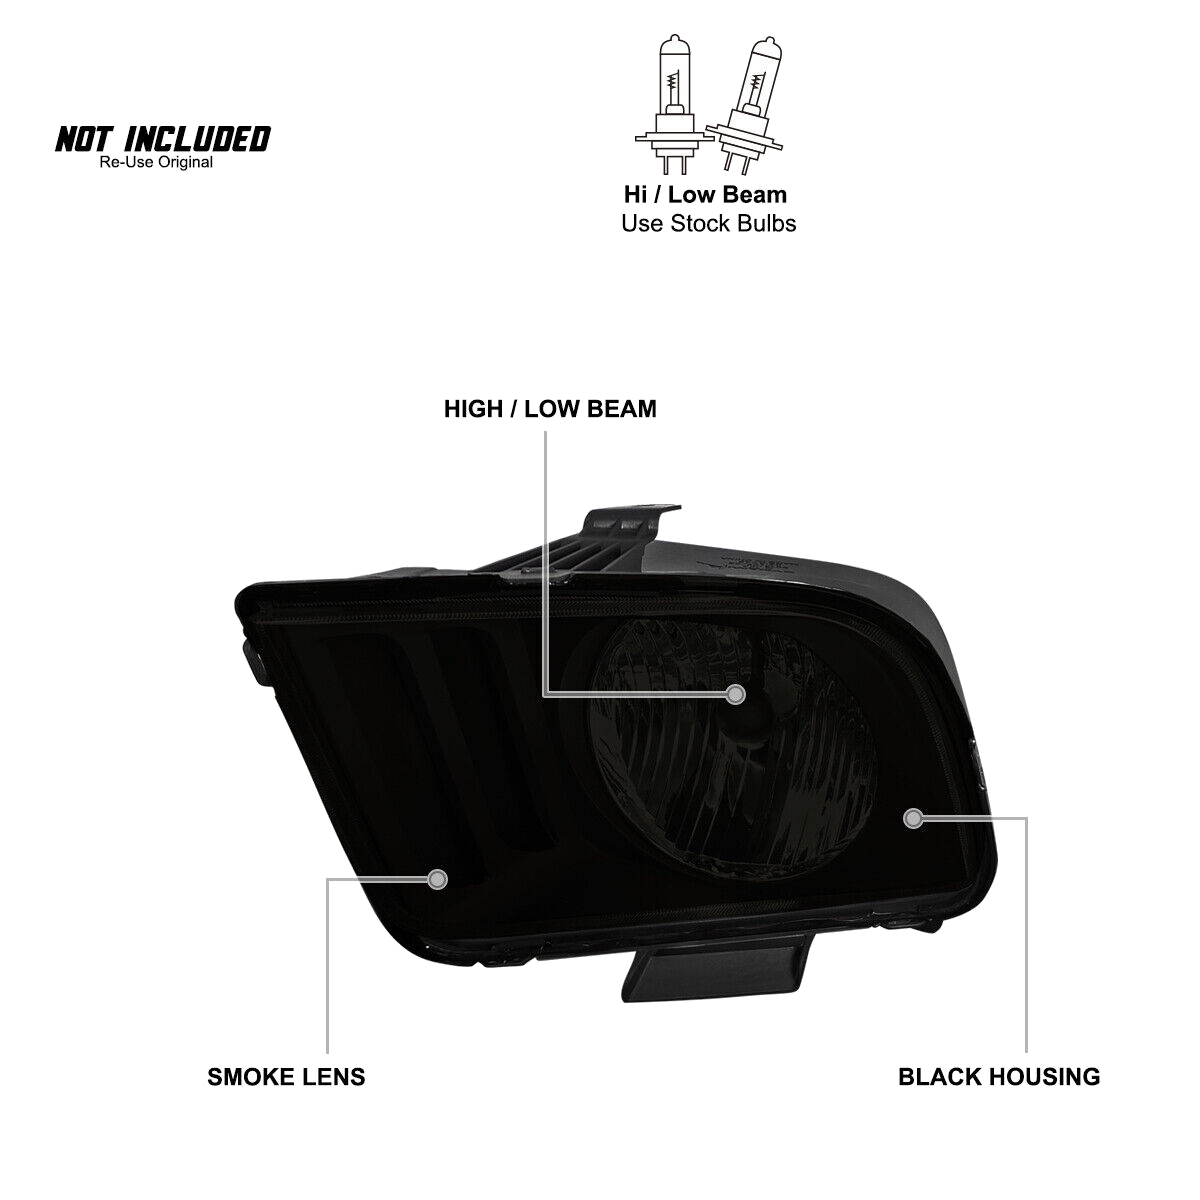 NOT INCLUDED
Re-Use Original
Hi / Low Beam
Use Stock Bulbs
HIGH / LOW BEAM
SMOKE LENS
BLACK HOUSING